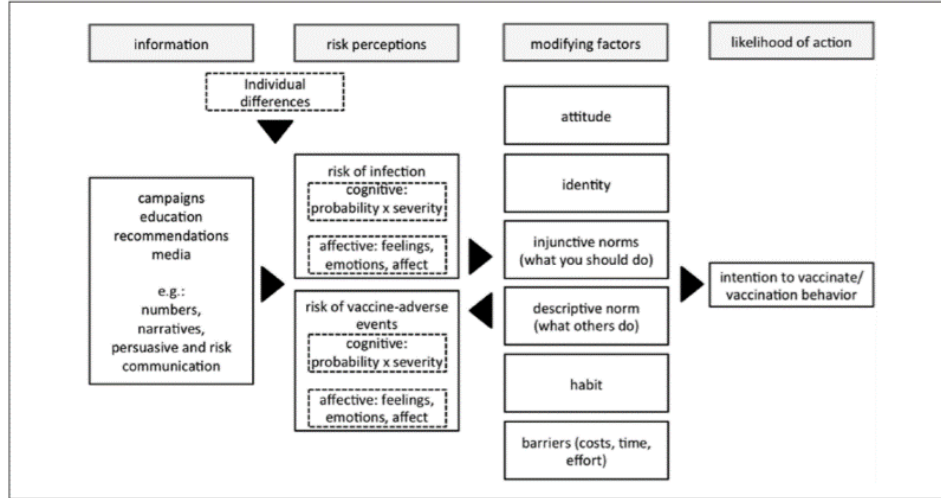 information
risk perceptions
modifying factors
likelihood of action
Individual
differences
campaigns
education
recommendations
media
e.g.:
numbers,
narratives,
persuasive and risk
communication
risk of infection
cognitive:
probability x severity
affective: feelings,
emotions, affect
risk of vaccine-adverse
events
cognitive:
probability x severity
affective: feelings,
emotions, affect
attitude
identity
injunctive norms
(what you should do)
descriptive norm
(what others do)
habit
barriers (costs, time,
effort)
intention to vaccinate/
vaccination behavior